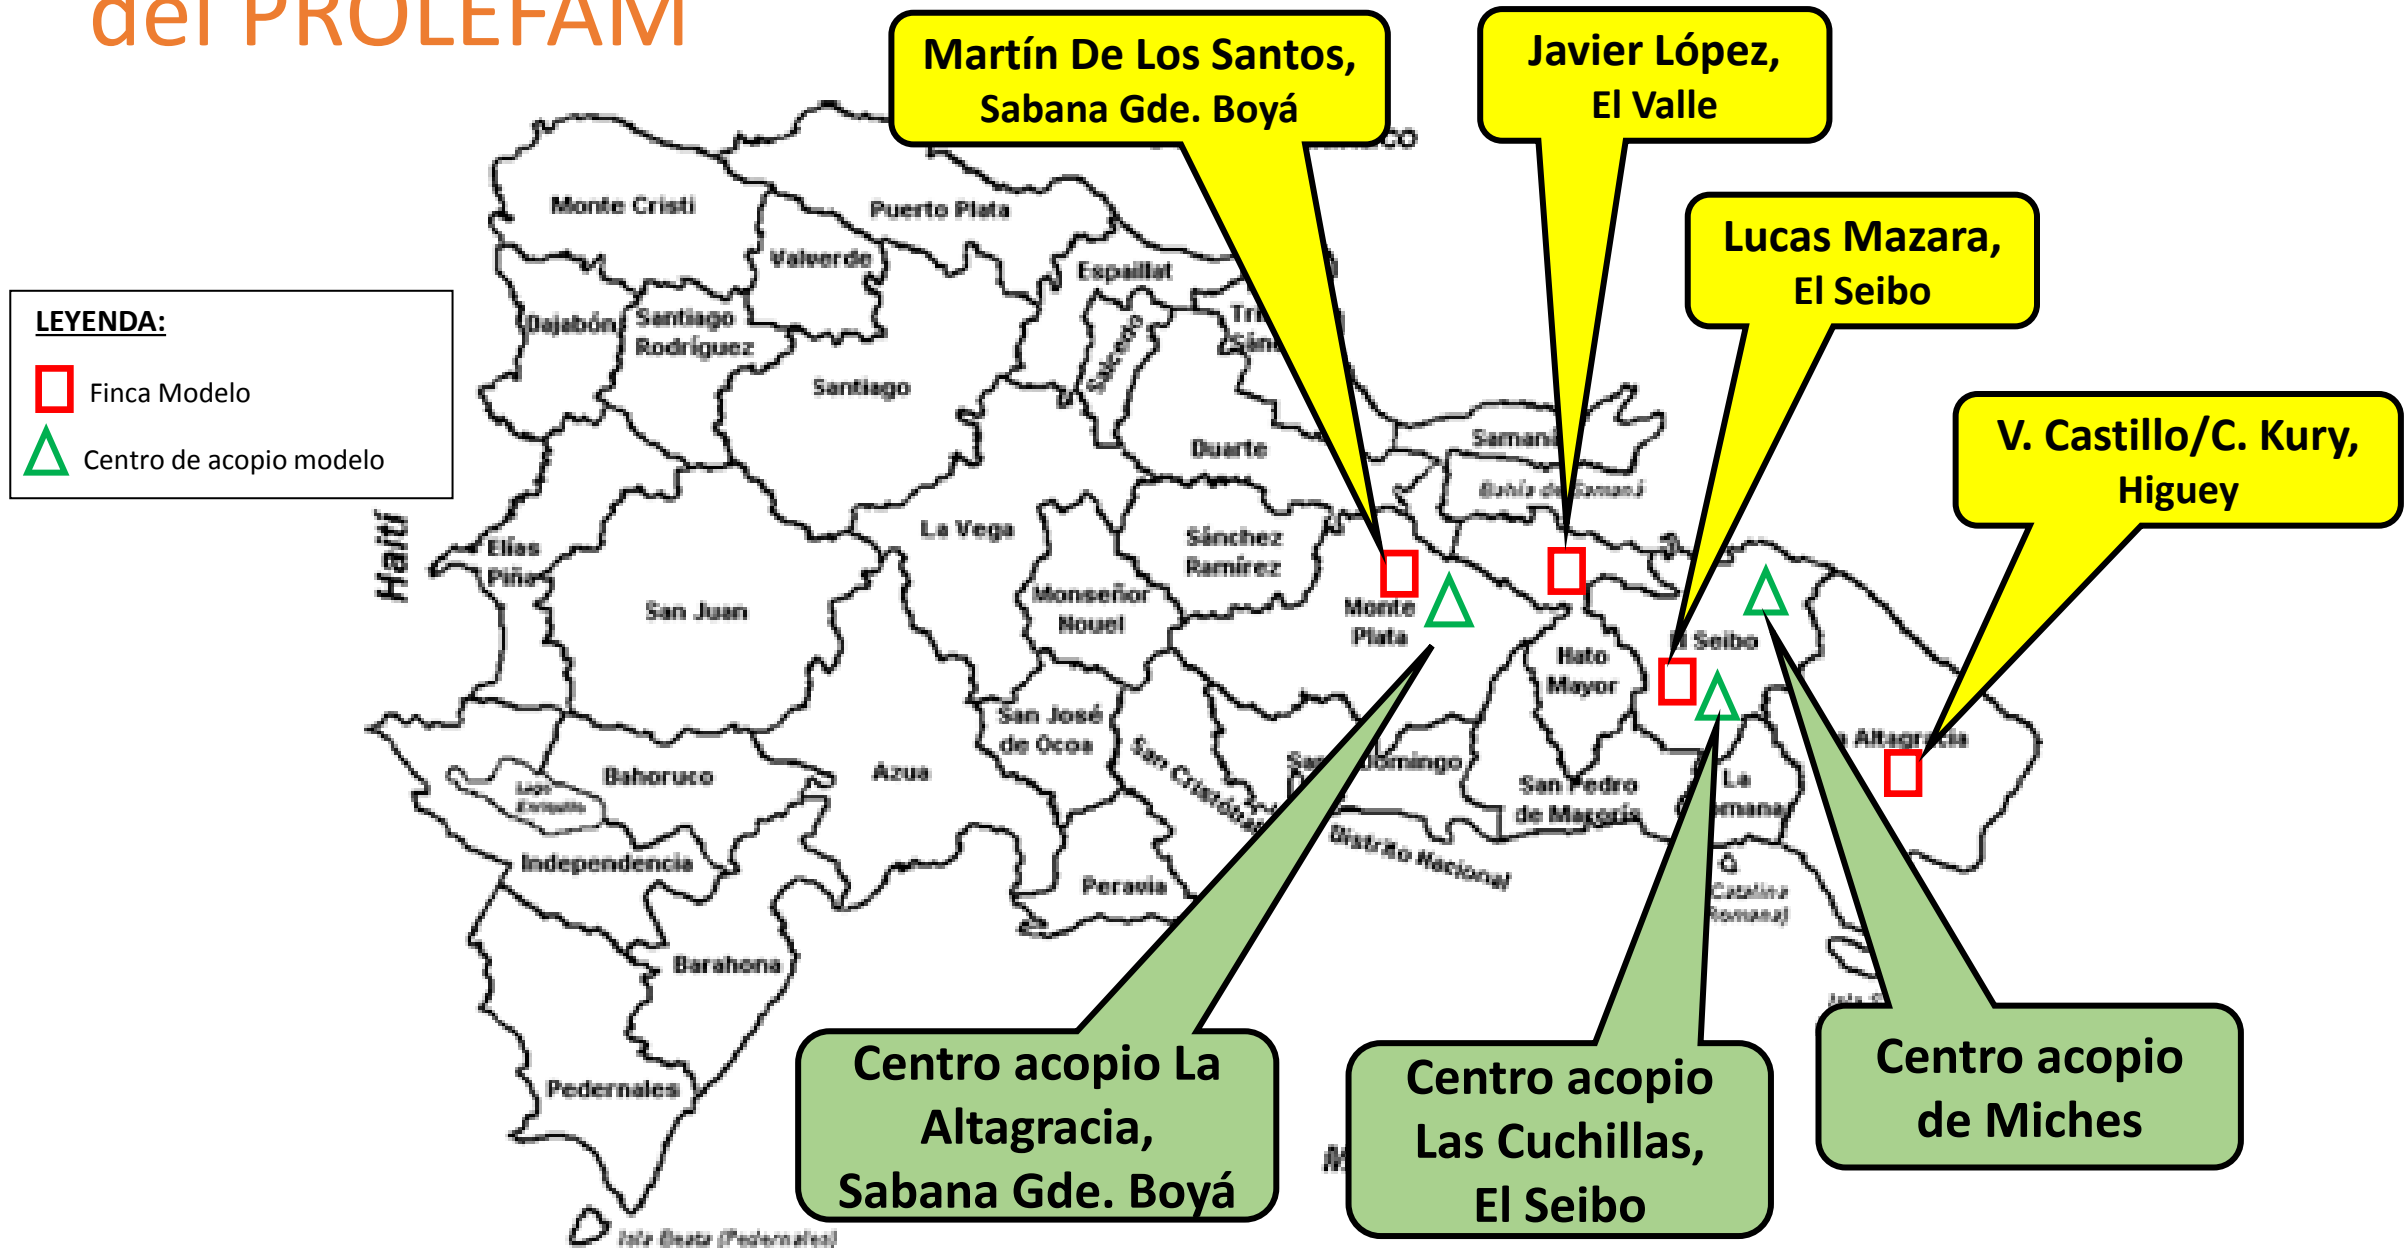 del PROLEFAM
Martín De Los Santos,
Sabana Gde. Boyá
Javier López,
El Valle
Lucas Mazara,
El Seibo
V. Castillo/C. Kury,
Higuey
LEYENDA:
Finca Modelo
Centro de acopio modelo
Haití
Monte Cristi
Puerto Plata
Valverde
Espaillat
Dajabón
Santiago
Rodríguez
Santiago
Salcedo
Duarte
Samaná
Bahía de Samaná
La Vega
Sánchez
Ramírez
Elías
Piña
San Juan
Monseñor
Nouel
Monte
Plata
Hato
Mayor
Seibo
San José
de Ocoa
San Cristóbal
Domingo
Altagracia
Azua
Bahoruco
Lago
Enriquillo
San Pedro
de Macorís
La
Distrito Nacional
Independencia
Peravia
Catalina
Barahona
Pedernales
Isla Beata (Pedernales)
Centro acopio La
Altagracia,
Sabana Gde. Boyá
Centro acopio
Las Cuchillas,
El Seibo
Centro acopio
de Miches